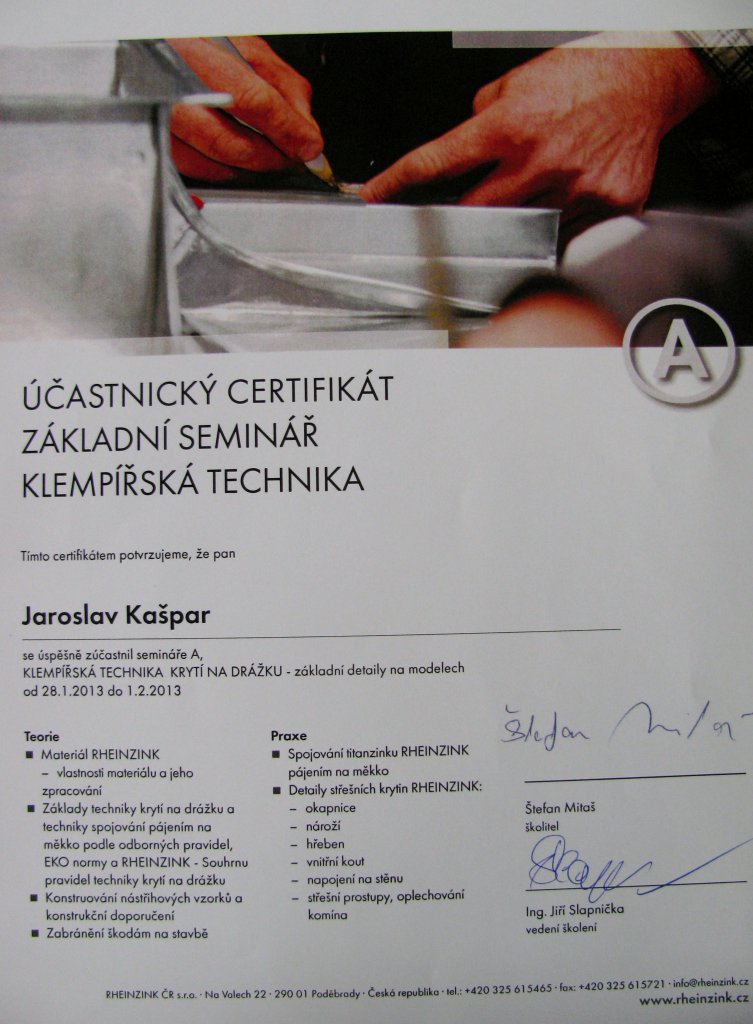 A
ÚČASTNICKÝ CERTIFIKÁT
ZÁKLADNÍ SEMINÁŘ
KLEMPÍŘSKÁ TECHNIKA
Tímto certifikátem potvrzujeme, že pan
Jaroslav Kašpar
se úspěšně zúčastnil semináře A,
KLEMPÍŘSKÁ TECHNIKA KRYTÍ NA DRÁŽKU - základní detaily na modelech
od 28.1.2013 do 1.2.2013
Teorie
■ Materiál RHEINZINK
– vlastnosti materiálu a jeho
zpracování
■ Základy techniky krytí na drážku a
techniky spojování pájením na
měkko podle odborných pravidel,
EKO normy a RHEINZINK - Souhrnu
pravidel techniky krytí na drážku
■ Konstruování nástřihových vzorků a
konstrukční doporučení
■ Zabránění škodám na stavbě
Praxe
■ Spojování titanzinku RHEINZINK
pájením na měkko
■ Detaily střešních krytin RHEINZINK:
– okapnice
– nároží
– hřeben
– vnitřní kout
– napojení na stěnu
– střešní prostupy, oplechování
komína
Štefan Mitaš
Štefan Mitaš
školitel
Ing. Jiří Slapnička
vedení školení
RHEINZINK ČR s.r.o. · Na Valech 22 · 290 01 Poděbrady · Česká republika · tel.: +420 325 615465 · fax: +420 325 615721 · info@rheinzink.cz
www.rheinzink.cz